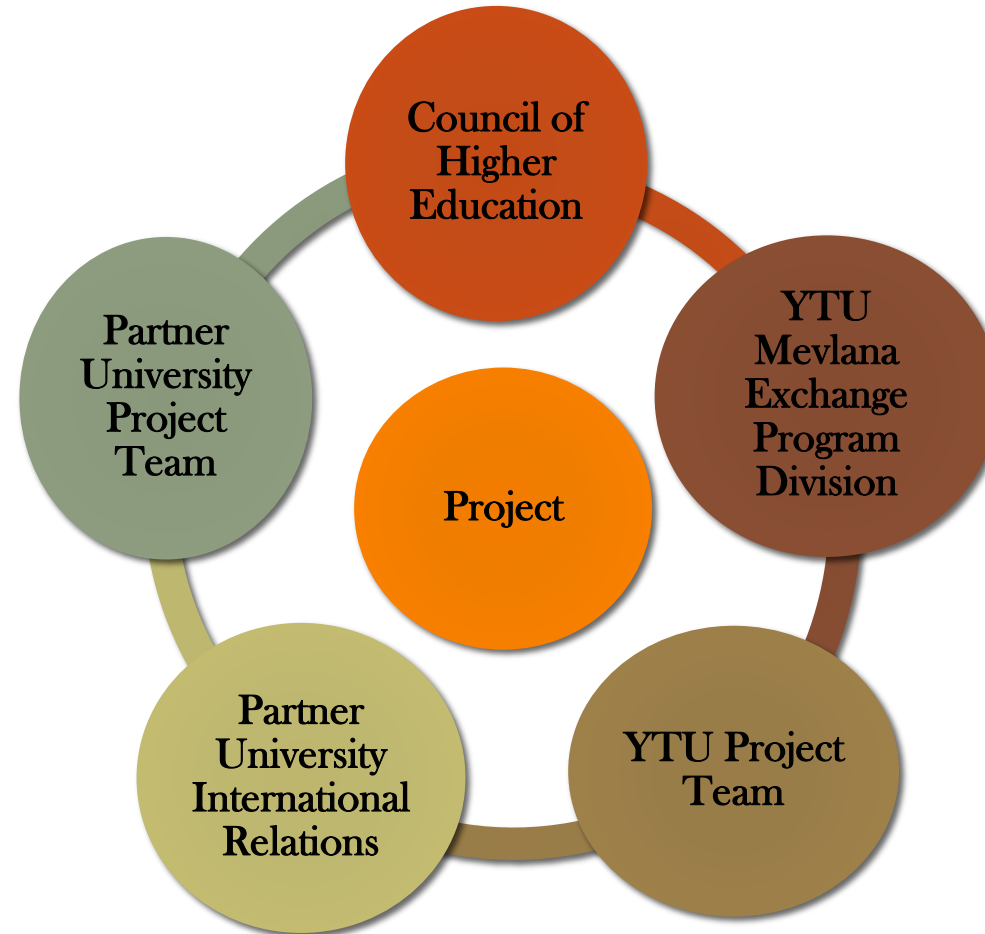 Council of
Higher
Education
YTU
Mevlana
Exchange
Program
Division
YTU Project
Team
Partner
University
International
Relations
Partner
University
Project
Team
Project